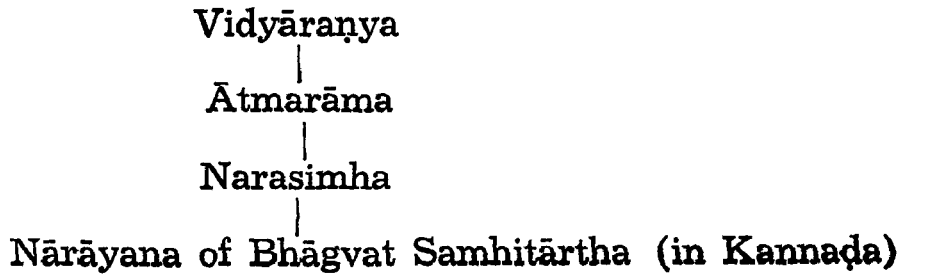 Vidyāraṇya
Ātmarāma
Narasimha
Nārāyana of Bhāgvat Samhitārtha (in Kannaḍa)